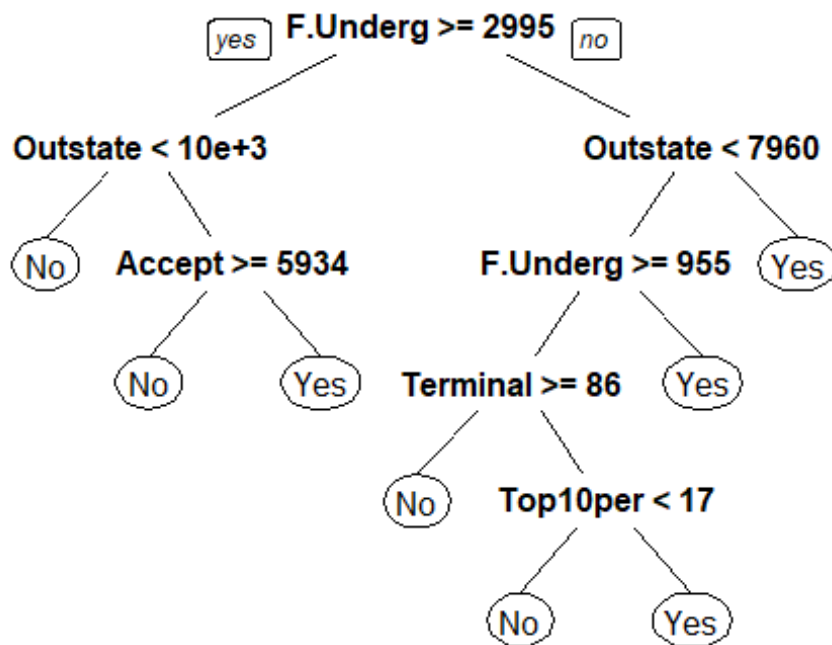 yes F.Underg >= 2995 no
Outstate < 10e+3 Outstate < 7960
No Accept >= 5934 F.Underg >= 955 Yes
No Yes Terminal >= 86 Yes
No Top10per < 17
No Yes